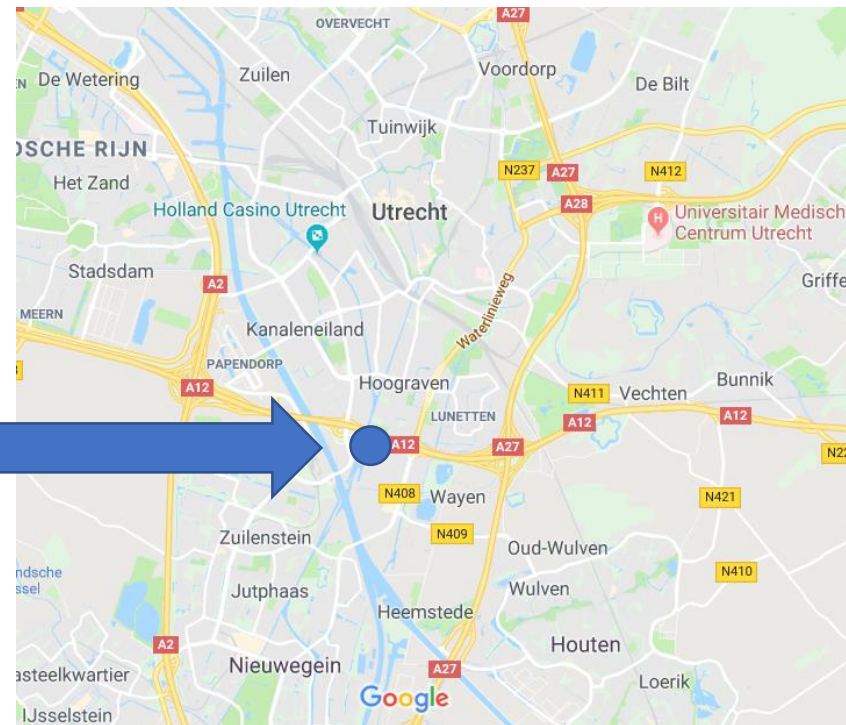 OVERVECHT
A27
De Wetering
Zuilen
Voordorp
De Bilt
Tuinwijk
DSCHE RIJN
Het Zand
N237
A27
N412
Holland Casino Utrecht
Utrecht
A28
Universitair Medisch
Centrum Utrecht
Stadsdam
A2
Waterlinieweg
Griffe
MEERN
Kanaleneiland
PAPENDORP
A12
Hoograven
N411
Vechten
Bunnik
LUNETTEN
A12
A12
A12
A27
N408
Wayen
N421
Zuilenstein
N409
Oud-Wulven
ndsche
ssel
Jutphaas
Wulven
N410
Heemstede
A2
Houten
asteelkwartier
Nieuwegein
A27
Loerik
Google
IJsselstein